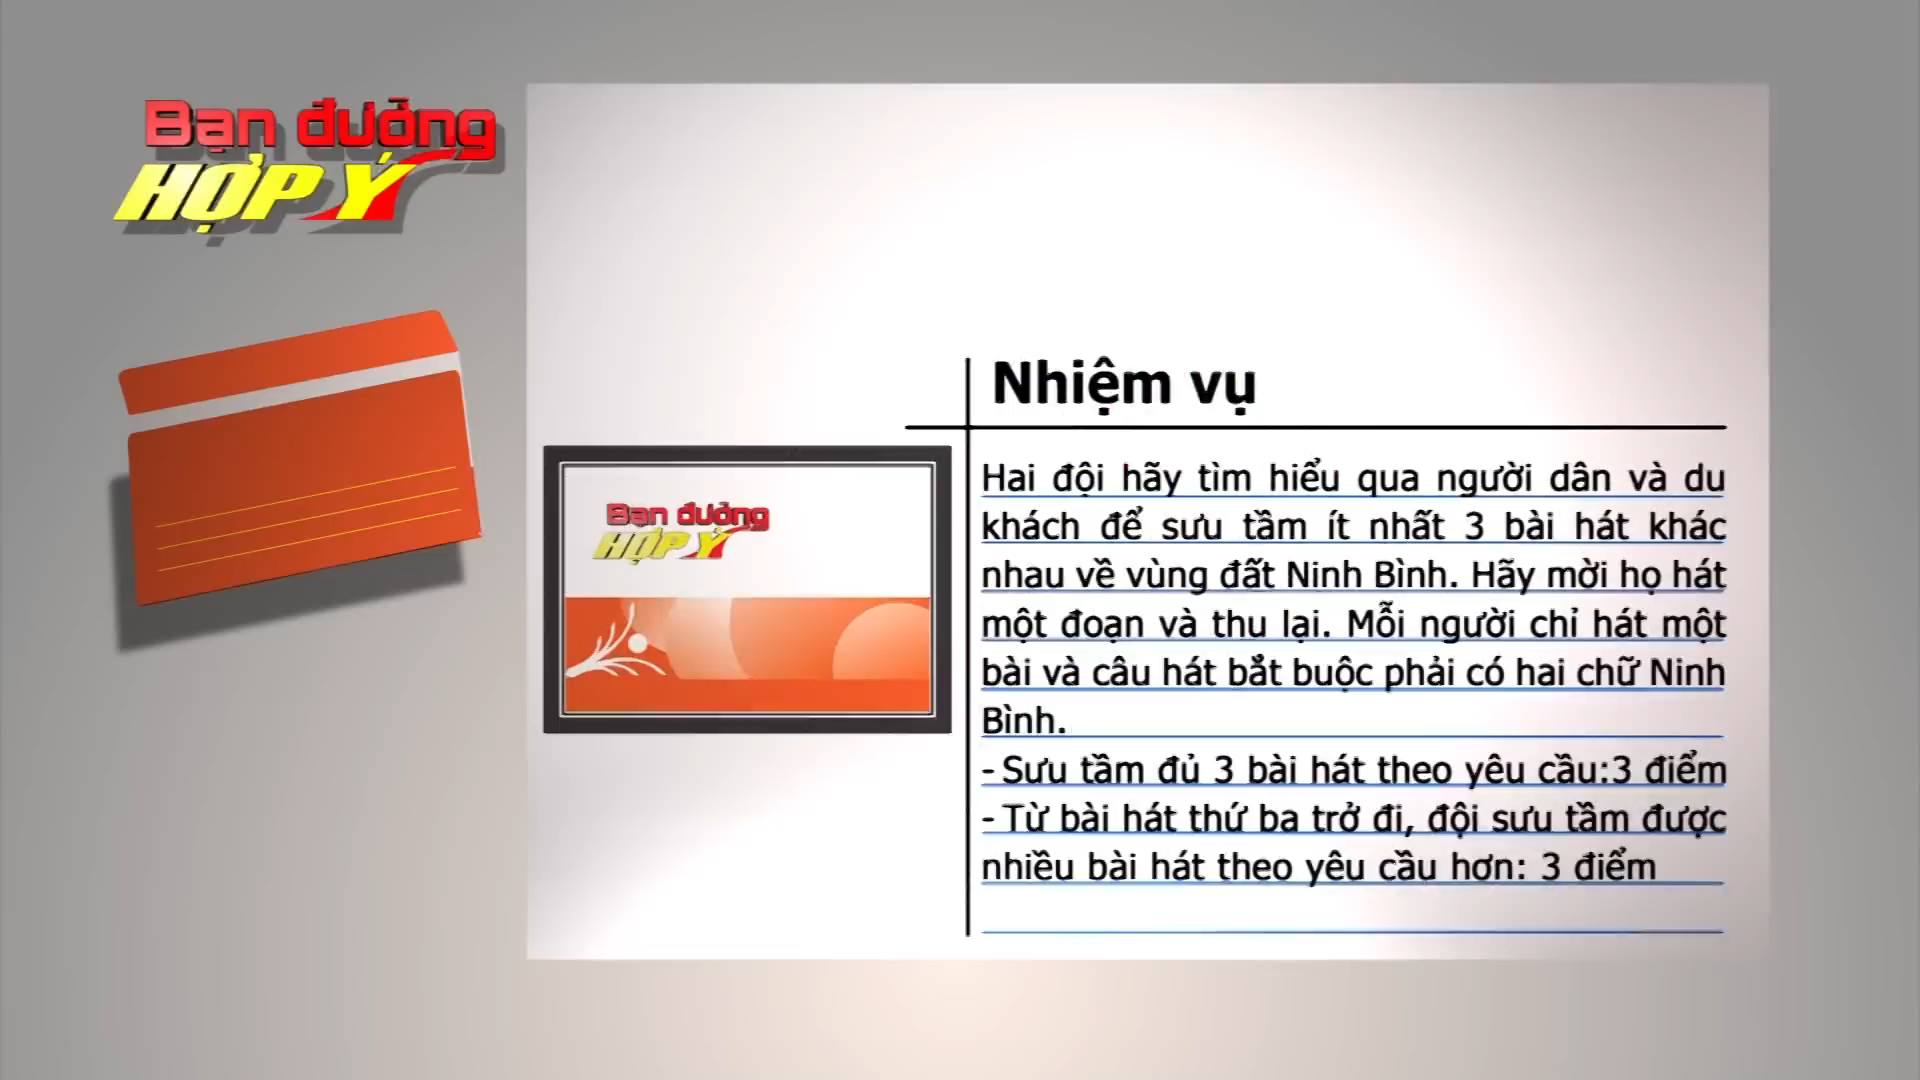 Bạn đường
HỢP Ý
Nhiệm vụ
Bạn đường
HỢP Ý
Hai đội hãy tìm hiểu qua người dân và du
khách để sưu tầm ít nhất 3 bài hát khác
nhau về vùng đất Ninh Bình. Hãy mời họ hát
một đoạn và thu lại. Mỗi người chỉ hát một
bài và câu hát bắt buộc phải có hai chữ Ninh
Bình.
- Sưu tầm đủ 3 bài hát theo yêu cầu:3 điểm
- Từ bài hát thứ ba trở đi, đội sưu tầm được
nhiều bài hát theo yêu cầu hơn: 3 điểm